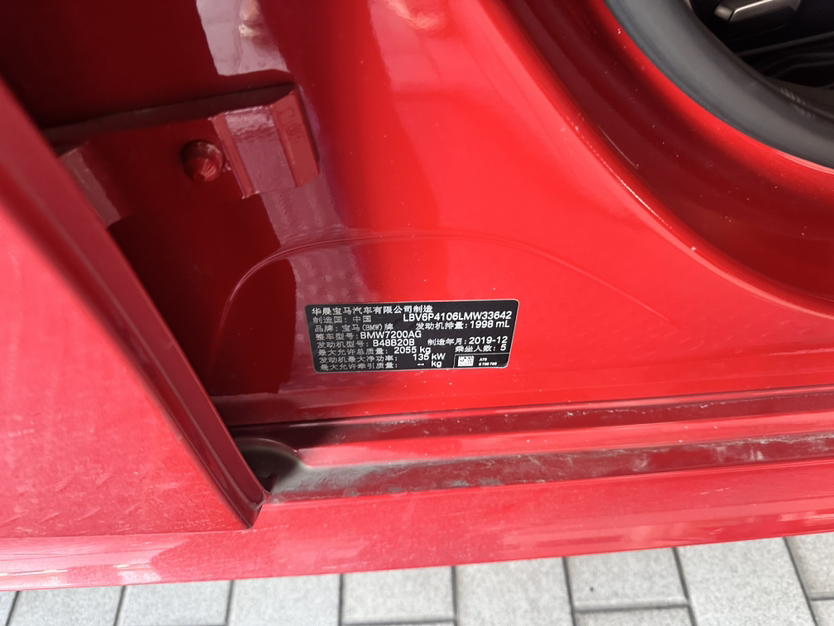 华晨宝马汽车有限公司制造
制造国：中国 LBV6P4106LMW33642
品牌：宝马(BMW)牌 发动机排量：1998 mL
整车型号：BMW7200AG
发动机型号：B48B20B 制造年月：2019-12
最大允许总质量：2055 kg 乘坐人数：5
发动机最大净功率：135 kW
最大允许牵引质量：-- kg